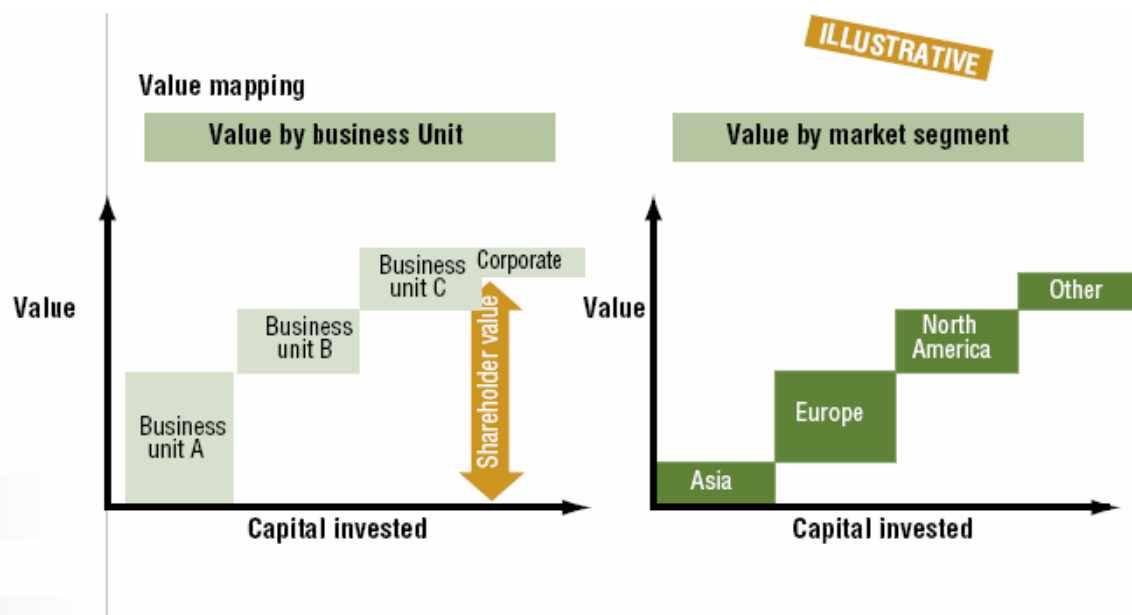 ILLUSTRATIVE
Value mapping
Value by business Unit
Value by market segment
Value
Business
unit A
Business
unit B
Business
unit C
Corporate
Shareholder value
Capital invested
Value
Asia
Europe
North
America
Other
Capital invested